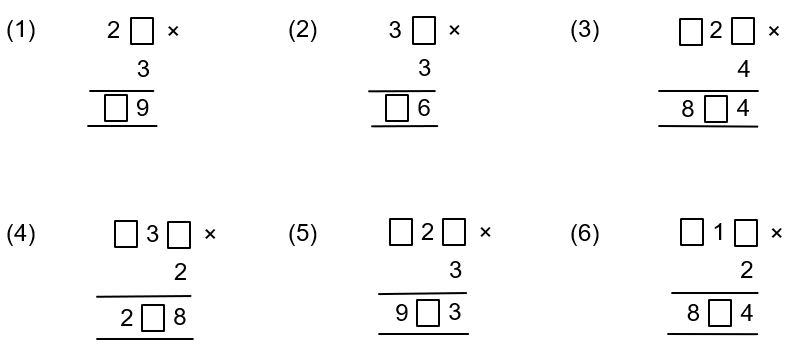 (1) 2 □ × (2) 3 □ × (3) □ 2 □ ×
3 3 4
□ 9 □ 6 8 □ 4
(4) □ 3 □ × (5) □ 2 □ × (6) □ 1 □ ×
2 3 2
2 □ 8 9 □ 3 8 □ 4